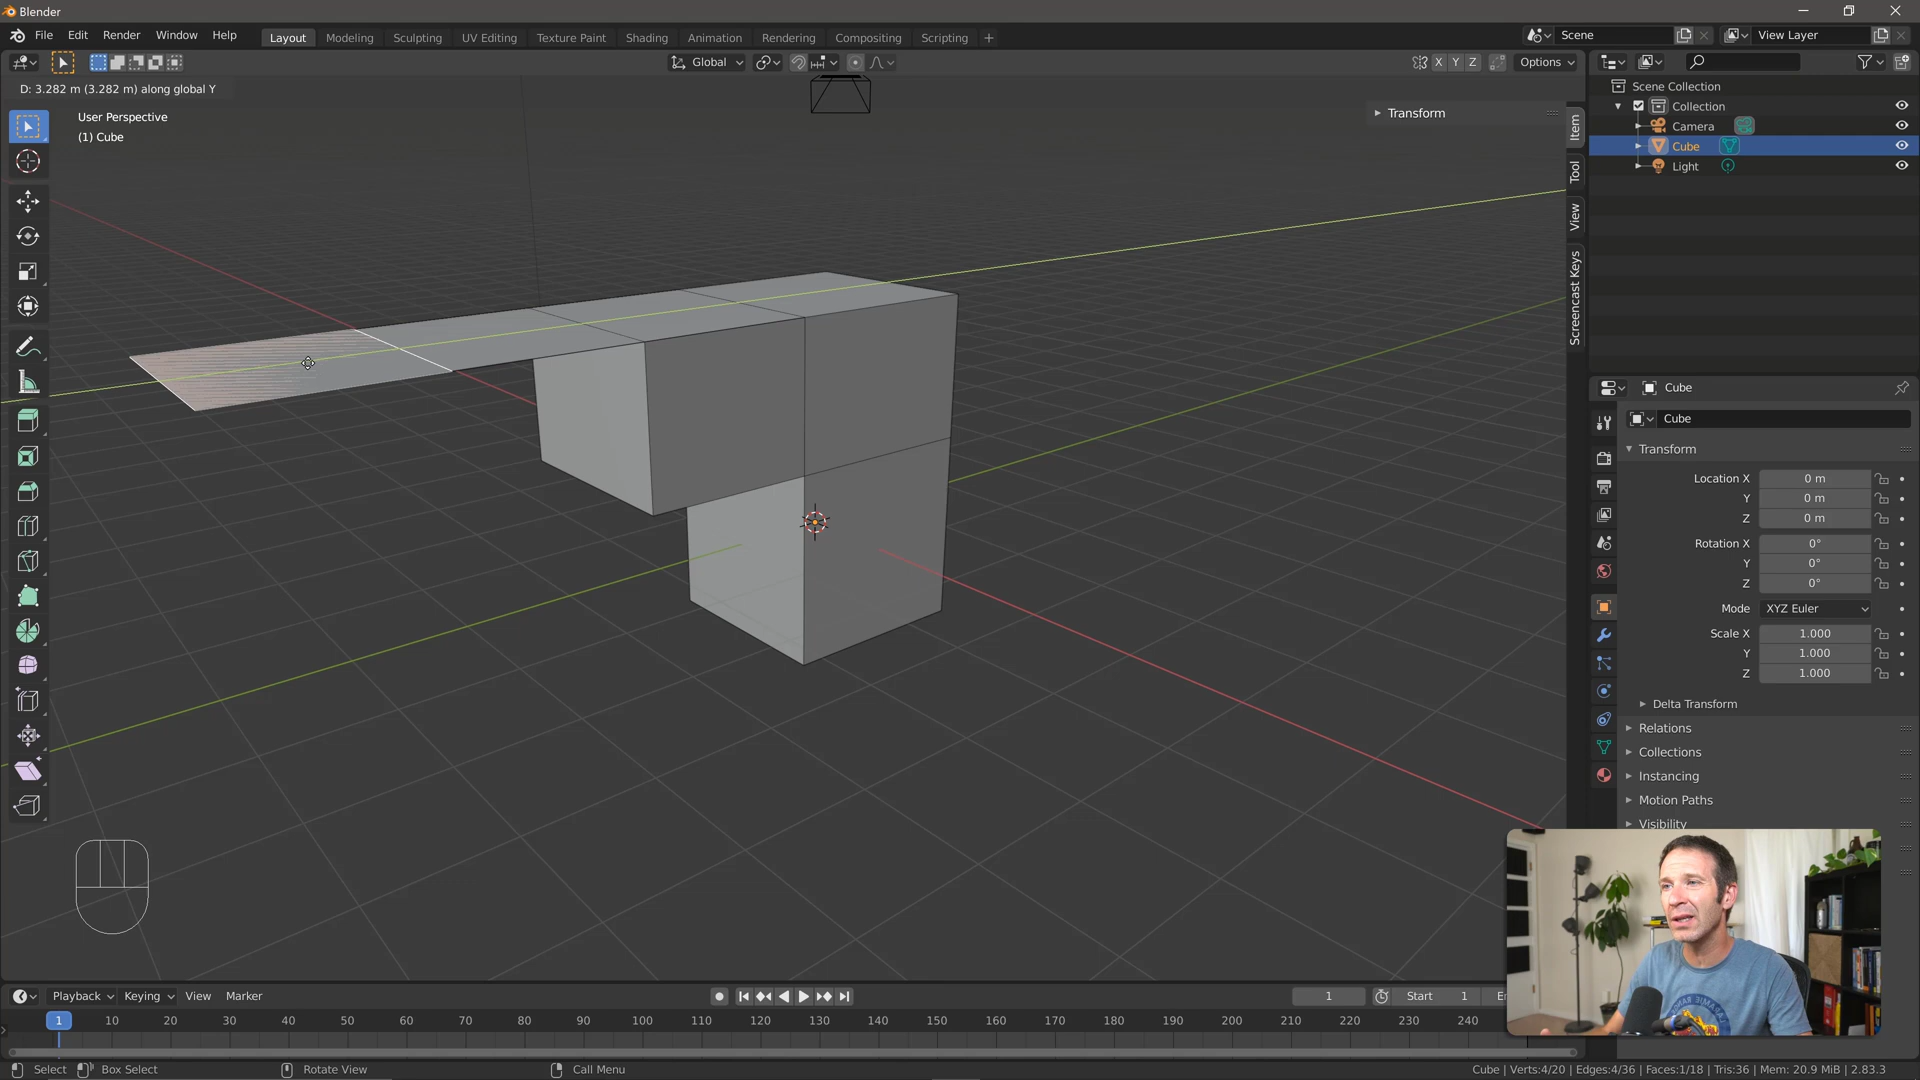 Blender
File Edit Render Window Help
Layout Modeling Sculpting UV Editing Texture Paint Shading Animation Rendering Compositing Scripting +
Scene
View Layer
Global
X Y Z
Options
D: 3.282 m (3.282 m) along global Y
User Perspective
(1) Cube
Transform
Item
Tool
View
Screencast Keys
Scene Collection
Collection
Camera
Cube
Light
Cube
Cube
Transform
Location X 0 m
Y 0 m
Z 0 m
Rotation X 0°
Y 0°
Z 0°
Mode XYZ Euler
Scale X 1.000
Y 1.000
Z 1.000
Delta Transform
Relations
Collections
Instancing
Motion Paths
Visibility
Playback Keying View Marker
1
Start 1
1 10 20 30 40 50 60 70 80 90 100 110 120 130 140 150 160 170 180 190 200 210 220 230 240
Select Box Select Rotate View Call Menu
Cube | Verts:4/20 | Edges:4/36 | Faces:1/18 | Tris:36 | Mem: 20.9 MiB | 2.83.3